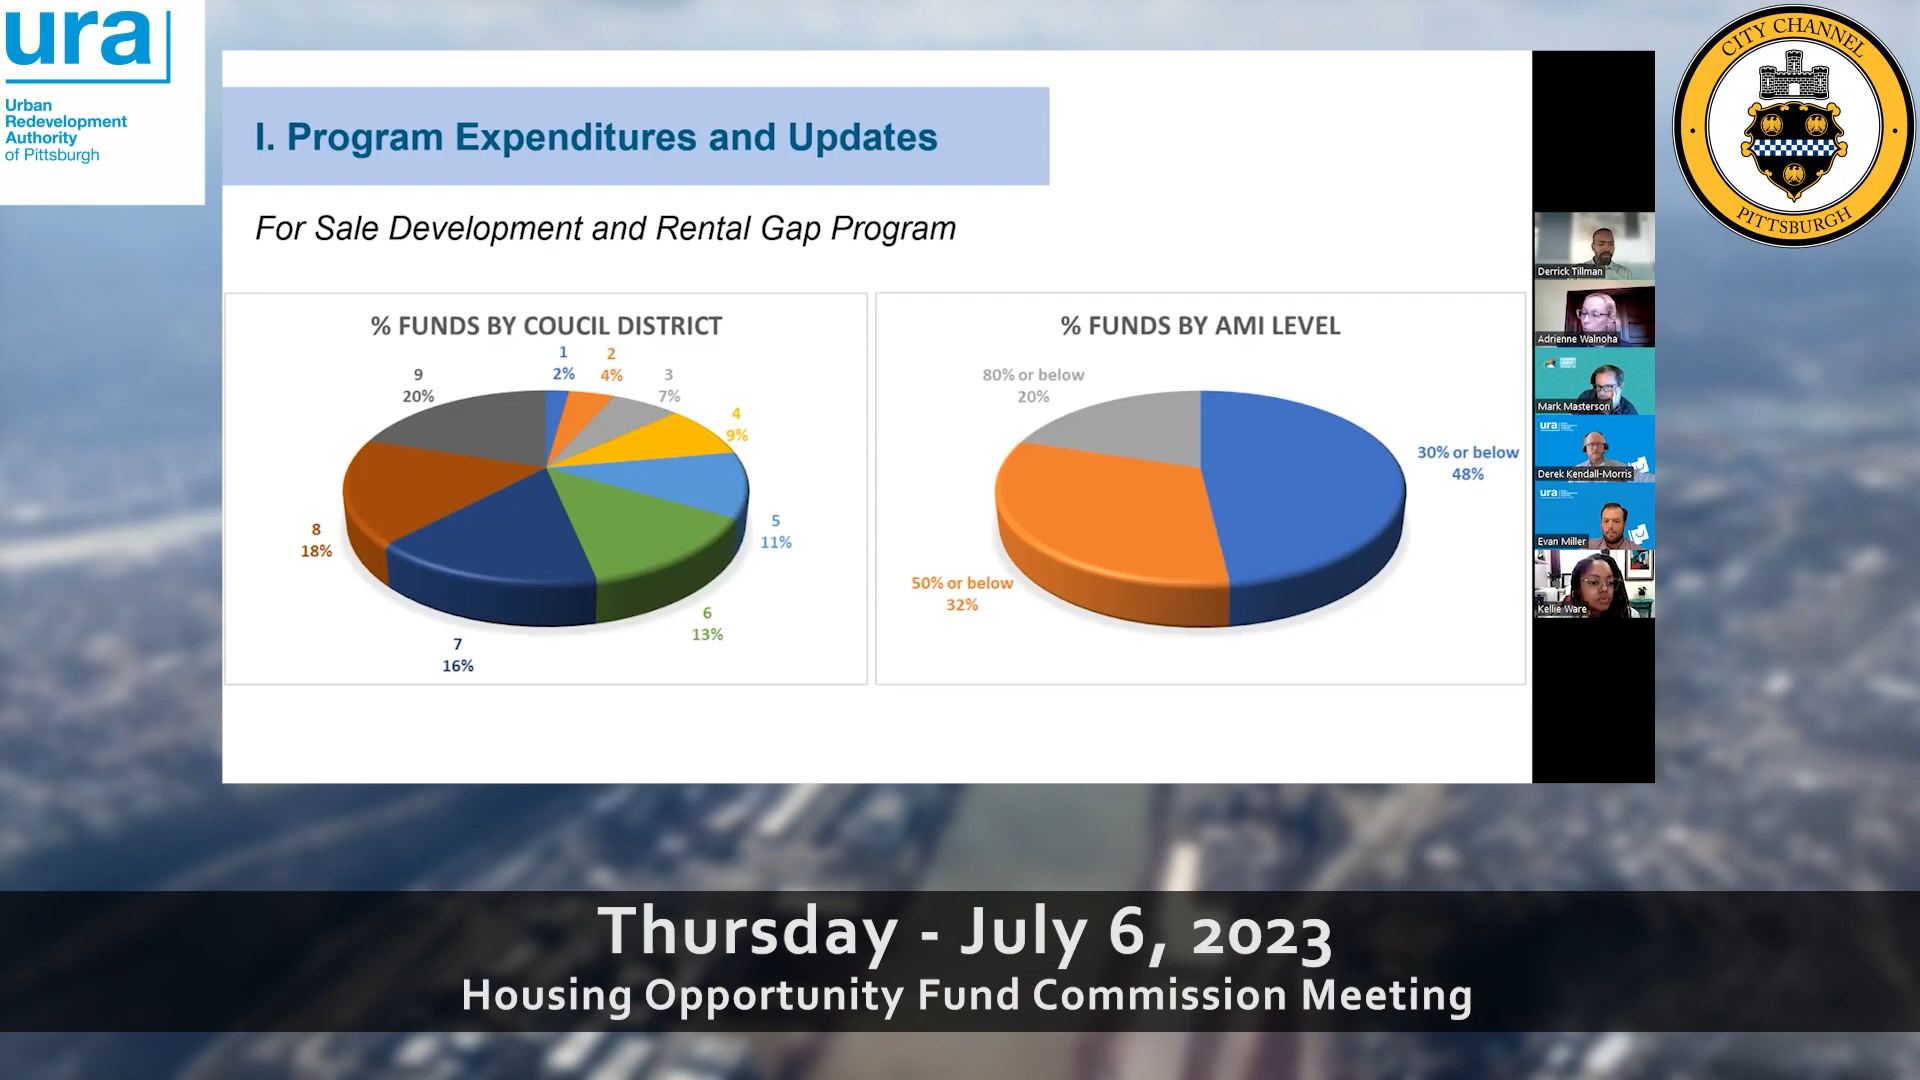 ura
Urban
Redevelopment
Authority
of Pittsburgh
CITY CHANNEL
PITTSBURGH
I. Program Expenditures and Updates
For Sale Development and Rental Gap Program
% FUNDS BY COUCIL DISTRICT
1
2%
2
4%
3
7%
4
9%
5
11%
6
13%
7
16%
8
18%
9
20%
% FUNDS BY AMI LEVEL
80% or below
20%
30% or below
48%
50% or below
32%
Derrick Tillman
Adrienne Walnoha
Mark Masterson
ura
Derek Kendall-Morris
ura
Evan Miller
Kellie Ware
Thursday - July 6, 2023
Housing Opportunity Fund Commission Meeting